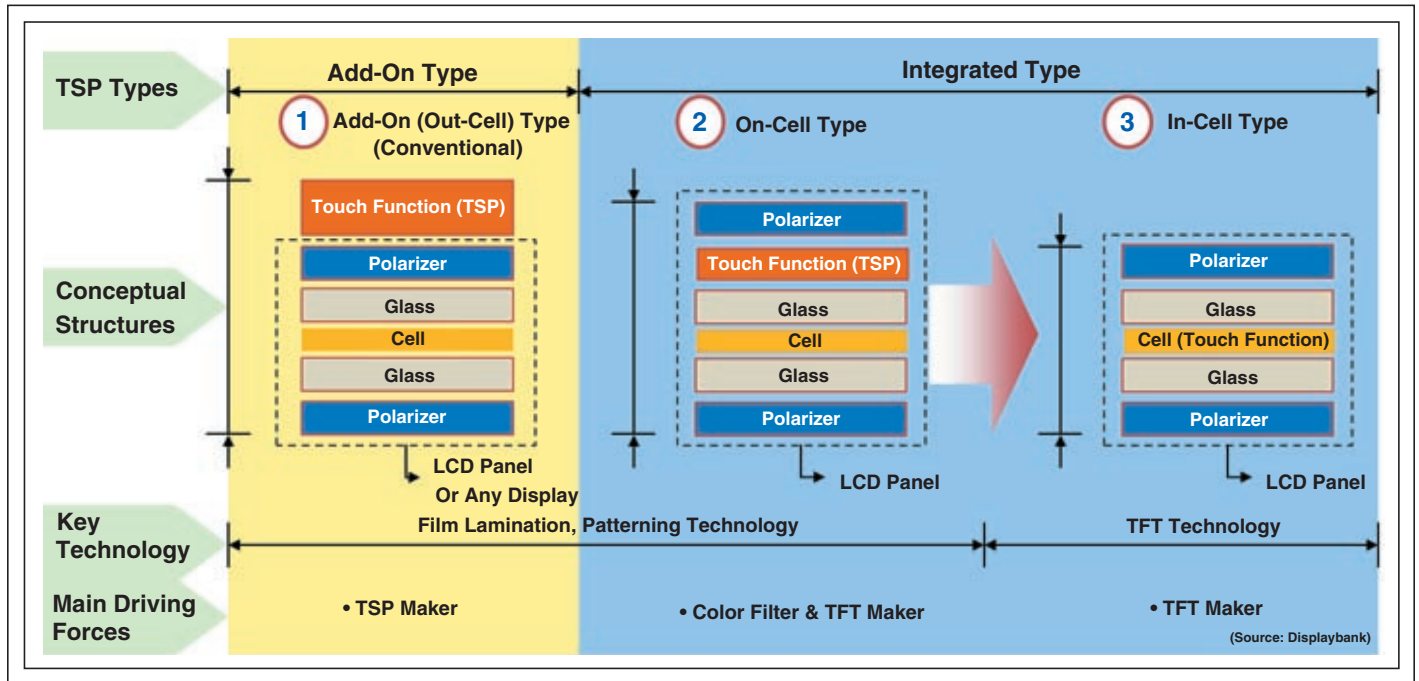 TSP Types
Add-On Type
Integrated Type
1
Add-On (Out-Cell) Type
(Conventional)
2
On-Cell Type
3
In-Cell Type
Conceptual
Structures
Touch Function (TSP)
Polarizer
Glass
Cell
Glass
Polarizer
LCD Panel
Or Any Display
Polarizer
Touch Function (TSP)
Glass
Cell
Glass
Polarizer
LCD Panel
Polarizer
Glass
Cell (Touch Function)
Glass
Polarizer
LCD Panel
Key
Technology
Film Lamination, Patterning Technology
TFT Technology
Main Driving
Forces
• TSP Maker
• Color Filter & TFT Maker
• TFT Maker
(Source: Displaybank)